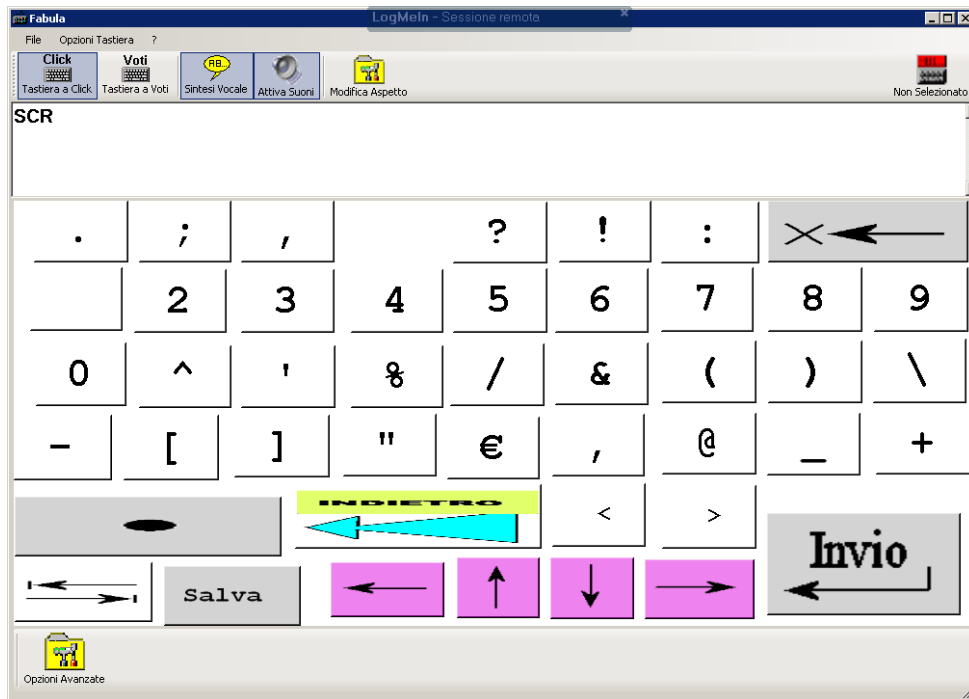 Fabula
LogMeIn - Sessione remota
File Opzioni Tastiera ?
Click
Tastiera a Click
Voti
Tastiera a Voti
AB...
Sintesi Vocale
Attiva Suoni
Modifica Aspetto
Non Selezionato
SCR
. ; , ? ! :
2 3 4 5 6 7 8 9
0 ^ ' % / & ( ) \
- [ ] " € , @ _ +
INDIETRO
< >
Invio
Salva
Opzioni Avanzate